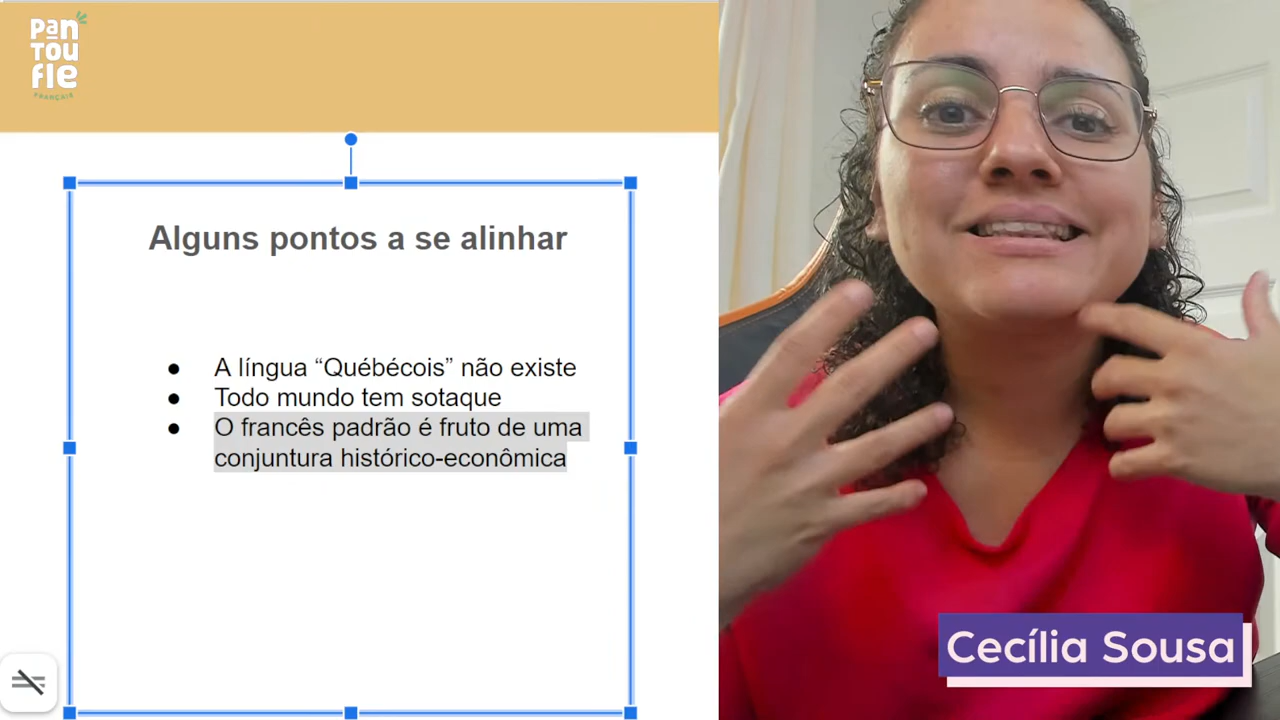 Pan
TOU
fle
FRANÇAIS
Alguns pontos a se alinhar
● A língua “Québécois” não existe
● Todo mundo tem sotaque
● O francês padrão é fruto de uma
conjuntura histórico-econômica
Cecília Sousa